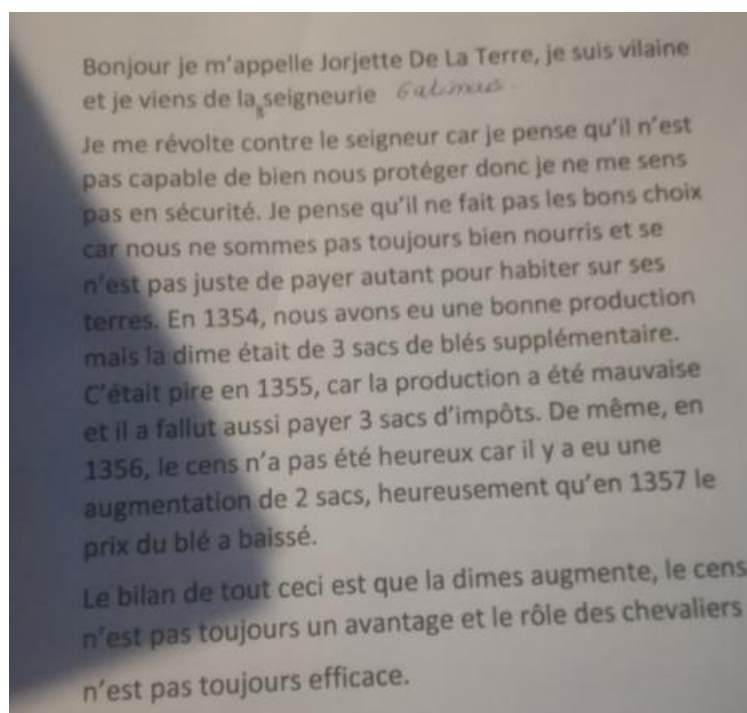 Bonjour je m'appelle Jorjette De La Terre, je suis vilaine
et je viens de la seigneurie
Je me révolte contre le seigneur car je pense qu'il n'est
pas capable de bien nous protéger donc je ne me sens
pas en sécurité. Je pense qu'il ne fait pas les bons choix
car nous ne sommes pas toujours bien nourris et se
n'est pas juste de payer autant pour habiter sur ses
terres. En 1354, nous avons eu une bonne production
mais la dime était de 3 sacs de blés supplémentaire.
C'était pire en 1355, car la production a été mauvaise
et il a fallut aussi payer 3 sacs d'impôts. De même, en
1356, le cens n'a pas été heureux car il y a eu une
augmentation de 2 sacs, heureusement qu'en 1357 le
prix du blé a baissé.
Le bilan de tout ceci est que la dimes augmente, le cens
n'est pas toujours un avantage et le rôle des chevaliers
n'est pas toujours efficace.